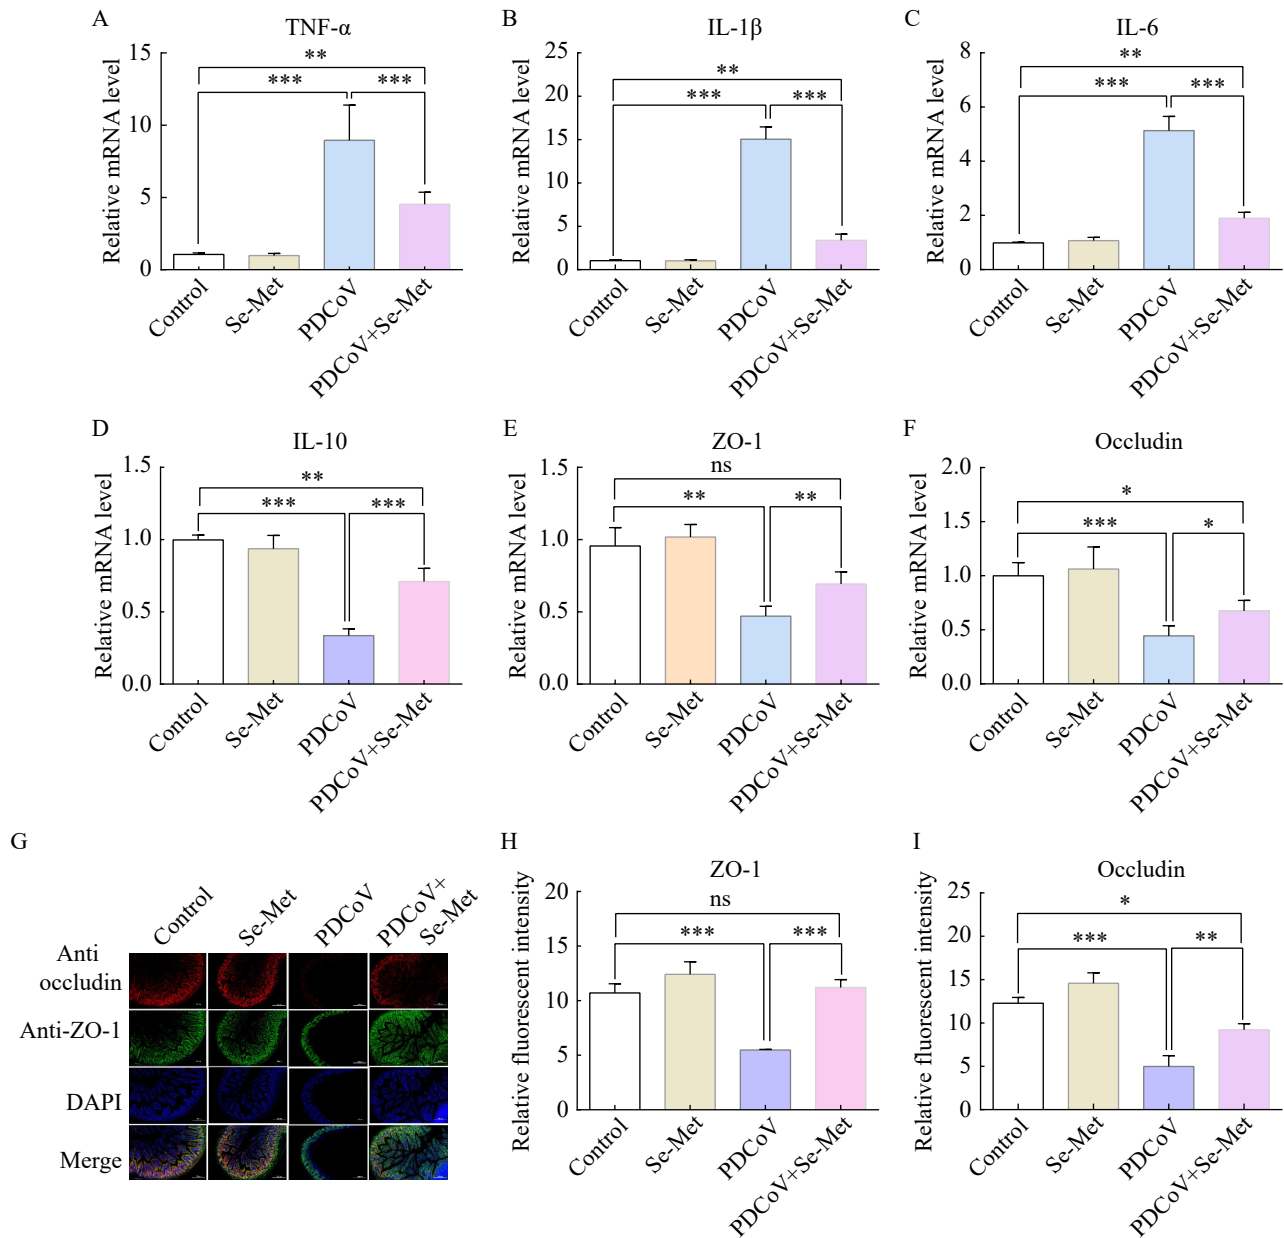 A
TNF-α
Relative mRNA level
15
10
5
0
**
***
***
Control
Se-Met
PDCoV
PDCoV+Se-Met
B
IL-1β
Relative mRNA level
25
20
15
10
5
0
**
***
***
Control
Se-Met
PDCoV
PDCoV+Se-Met
C
IL-6
Relative mRNA level
8
6
4
2
0
**
***
***
Control
Se-Met
PDCoV
PDCoV+Se-Met
D
IL-10
Relative mRNA level
1.5
1.0
0.5
0.0
**
***
***
Control
Se-Met
PDCoV
PDCoV+Se-Met
E
ZO-1
Relative mRNA level
1.5
1.0
0.5
0.0
ns
**
**
Control
Se-Met
PDCoV
PDCoV+Se-Met
F
Occludin
Relative mRNA level
2.0
1.5
1.0
0.5
0.0
*
***
*
Control
Se-Met
PDCoV
PDCoV+Se-Met
G
Control
Se-Met
PDCoV
PDCoV+
Se-Met
Anti
occludin
Anti-ZO-1
DAPI
Merge
H
ZO-1
Relative fluorescent intensity
20
15
10
5
0
ns
***
***
Control
Se-Met
PDCoV
PDCoV+Se-Met
I
Occludin
Relative fluorescent intensity
25
20
15
10
5
0
*
***
**
Control
Se-Met
PDCoV
PDCoV+Se-Met